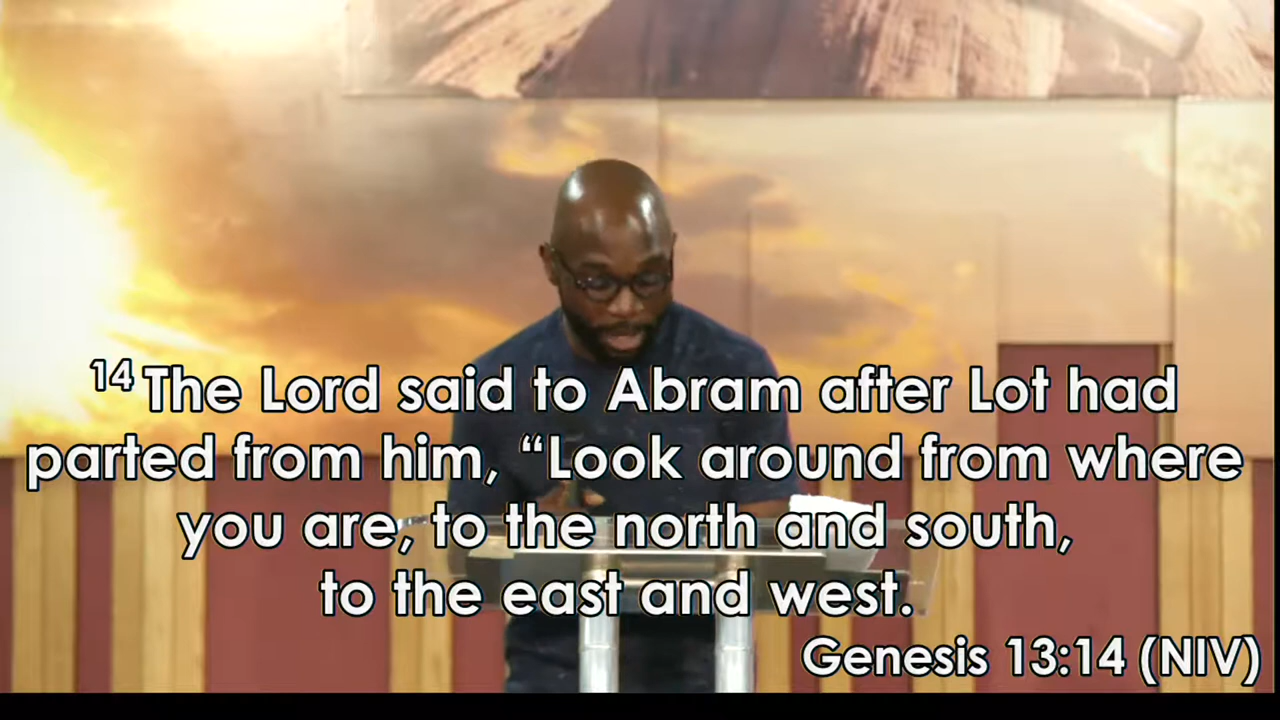 14 The Lord said to Abram after Lot had
parted from him, “Look around from where
you are, to the north and south,
to the east and west.
Genesis 13:14 (NIV)